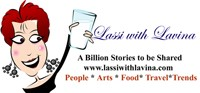 Lassi with Lavina
A Billion Stories to be Shared
www.lassiwithlavina.com
People * Arts * Food* Travel*Trends